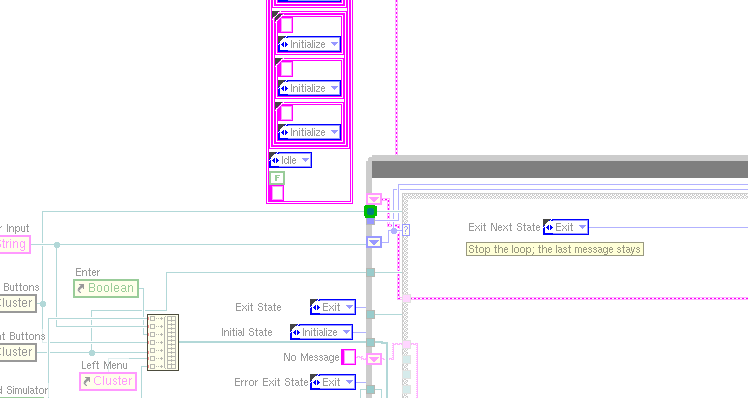 Initialize
Initialize
Initialize
Idle
F
Input
String
Exit Next State
Exit
?
Stop the loop; the last message stays
Enter
Boolean
Buttons
Cluster
Exit State
Exit
Initial State
Initialize
Buttons
Cluster
No Message
Left Menu
Cluster
Error Exit State
Exit
Simulator